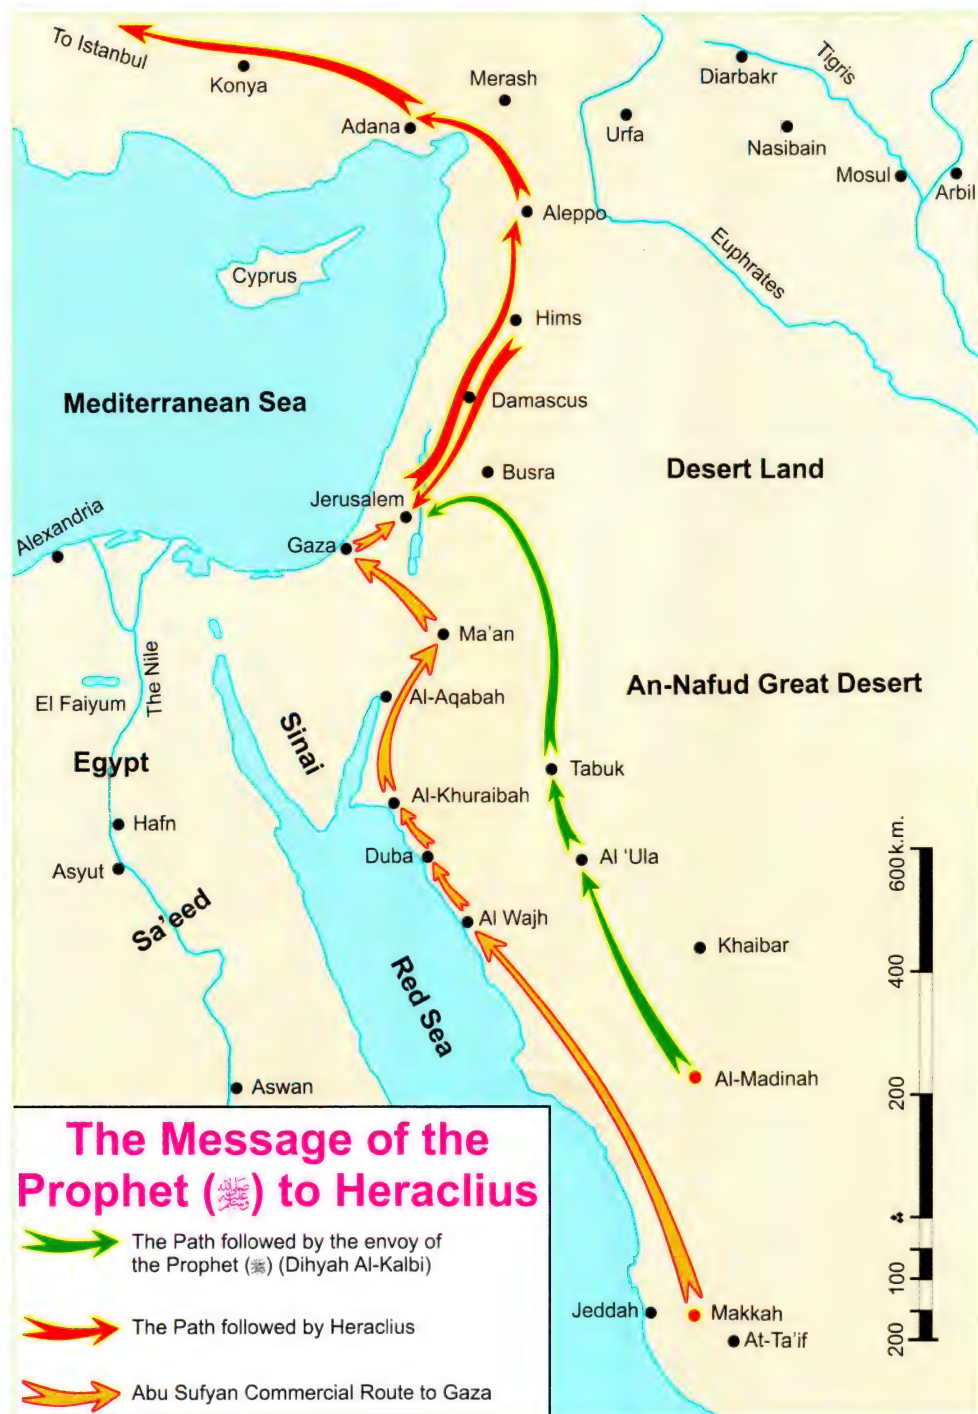 To Istanbul
Konya
Merash
Adana
Diarbakr
Tigris
Urfa
Nasibain
Mosul
Arbil
Aleppo
Euphrates
Cyprus
Hims
Mediterranean Sea
Damascus
Busra
Desert Land
Jerusalem
Alexandria
Gaza
Ma'an
The Nile
El Faiyum
Al-Aqabah
An-Nafud Great Desert
Sinai
Egypt
Tabuk
Al-Khuraibah
Hafn
Duba
Al ‘Ula
Asyut
Sa'eed
Al Wajh
Khaibar
Red Sea
Al-Madinah
Aswan
600 k.m.
400
200
100
200
Jeddah
Makkah
At-Ta'if
The Message of the
Prophet (ﷺ) to Heraclius
The Path followed by the envoy of
the Prophet (ﷺ) (Dihyah Al-Kalbi)
The Path followed by Heraclius
Abu Sufyan Commercial Route to Gaza